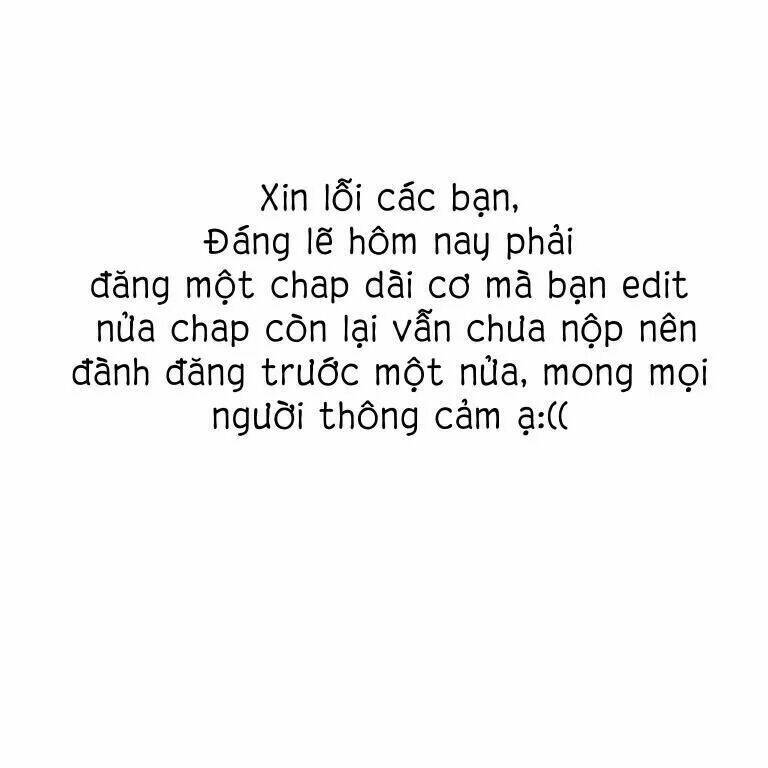 Xin lỗi các bạn,
Đáng lẽ hôm nay phải
đăng một chap dài cơ mà bạn edit
nửa chap còn lại vẫn chưa nộp nên
đành đăng trước một nửa, mong mọi
người thông cảm ạ:((